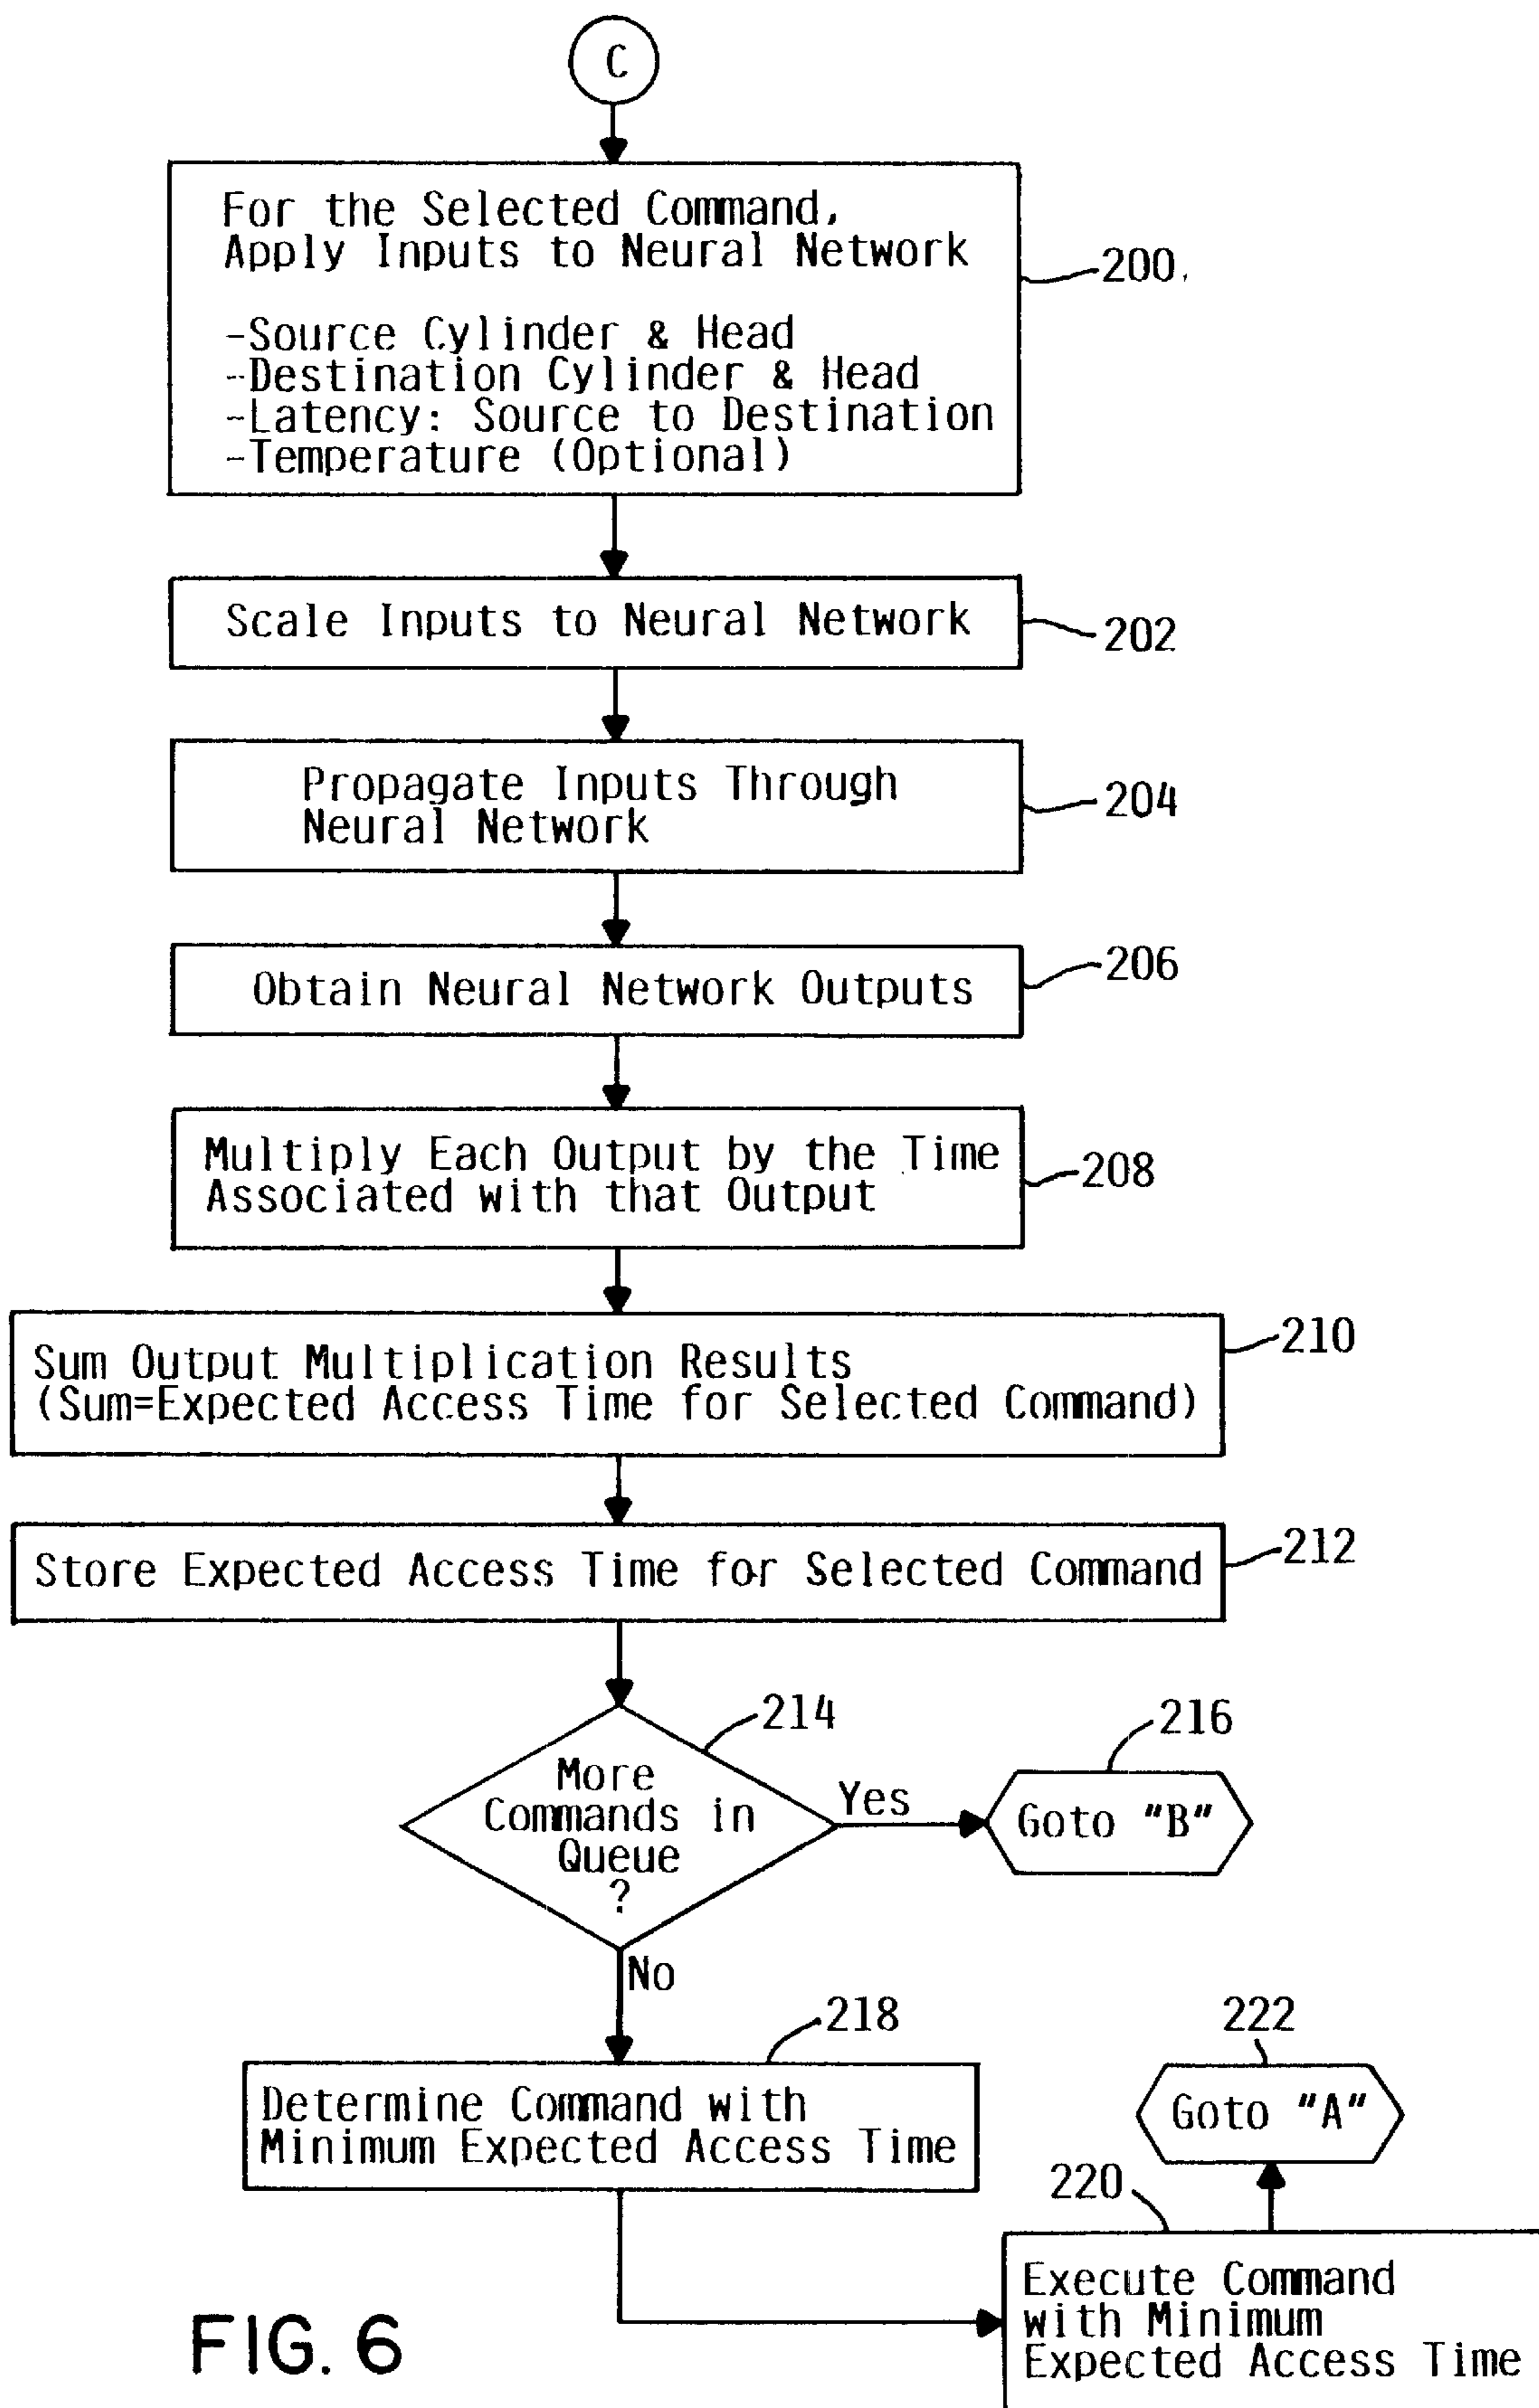 C
For the Selected Command,
Apply Inputs to Neural Network
-Source Cylinder & Head
-Destination Cylinder & Head
-Latency: Source to Destination
-Temperature (Optional)
200
Scale Inputs to Neural Network
202
Propagate Inputs Through
Neural Network
204
Obtain Neural Network Outputs
206
Multiply Each Output by the Time
Associated with that Output
208
Sum Output Multiplication Results
(Sum=Expected Access Time for Selected Command)
210
Store Expected Access Time for Selected Command
212
214
More
Commands in
Queue
?
Yes
216
Goto "B"
No
218
Determine Command with
Minimum Expected Access Time
222
Goto "A"
220
Execute Command
with Minimum
Expected Access Time
FIG. 6